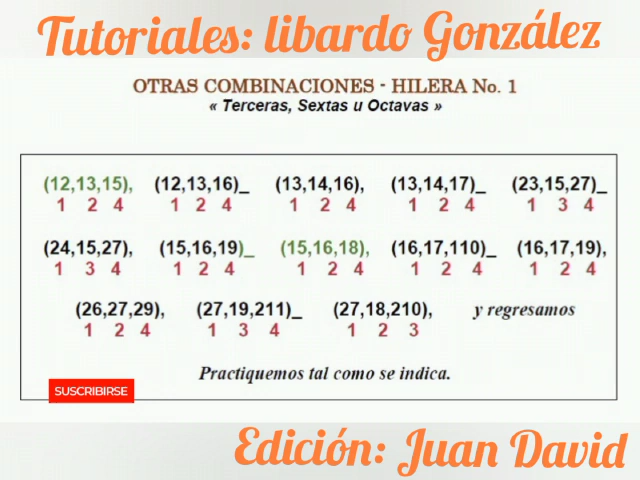 Tutoriales: libardo González
OTRAS COMBINACIONES - HILERA No. 1
« Terceras, Sextas u Octavas »
(12,13,15), (12,13,16)_ (13,14,16), (13,14,17)_ (23,15,27)_
1 2 4 1 2 4 1 2 4 1 2 4 1 3 4
(24,15,27), (15,16,19)_ (15,16,18), (16,17,110)_ (16,17,19),
1 3 4 1 2 4 1 2 4 1 2 4 1 2 4
(26,27,29), (27,19,211)_ (27,18,210), y regresamos
1 2 4 1 3 4 1 2 3
Practiquemos tal como se indica.
SUSCRIBIRSE
Edición: Juan David